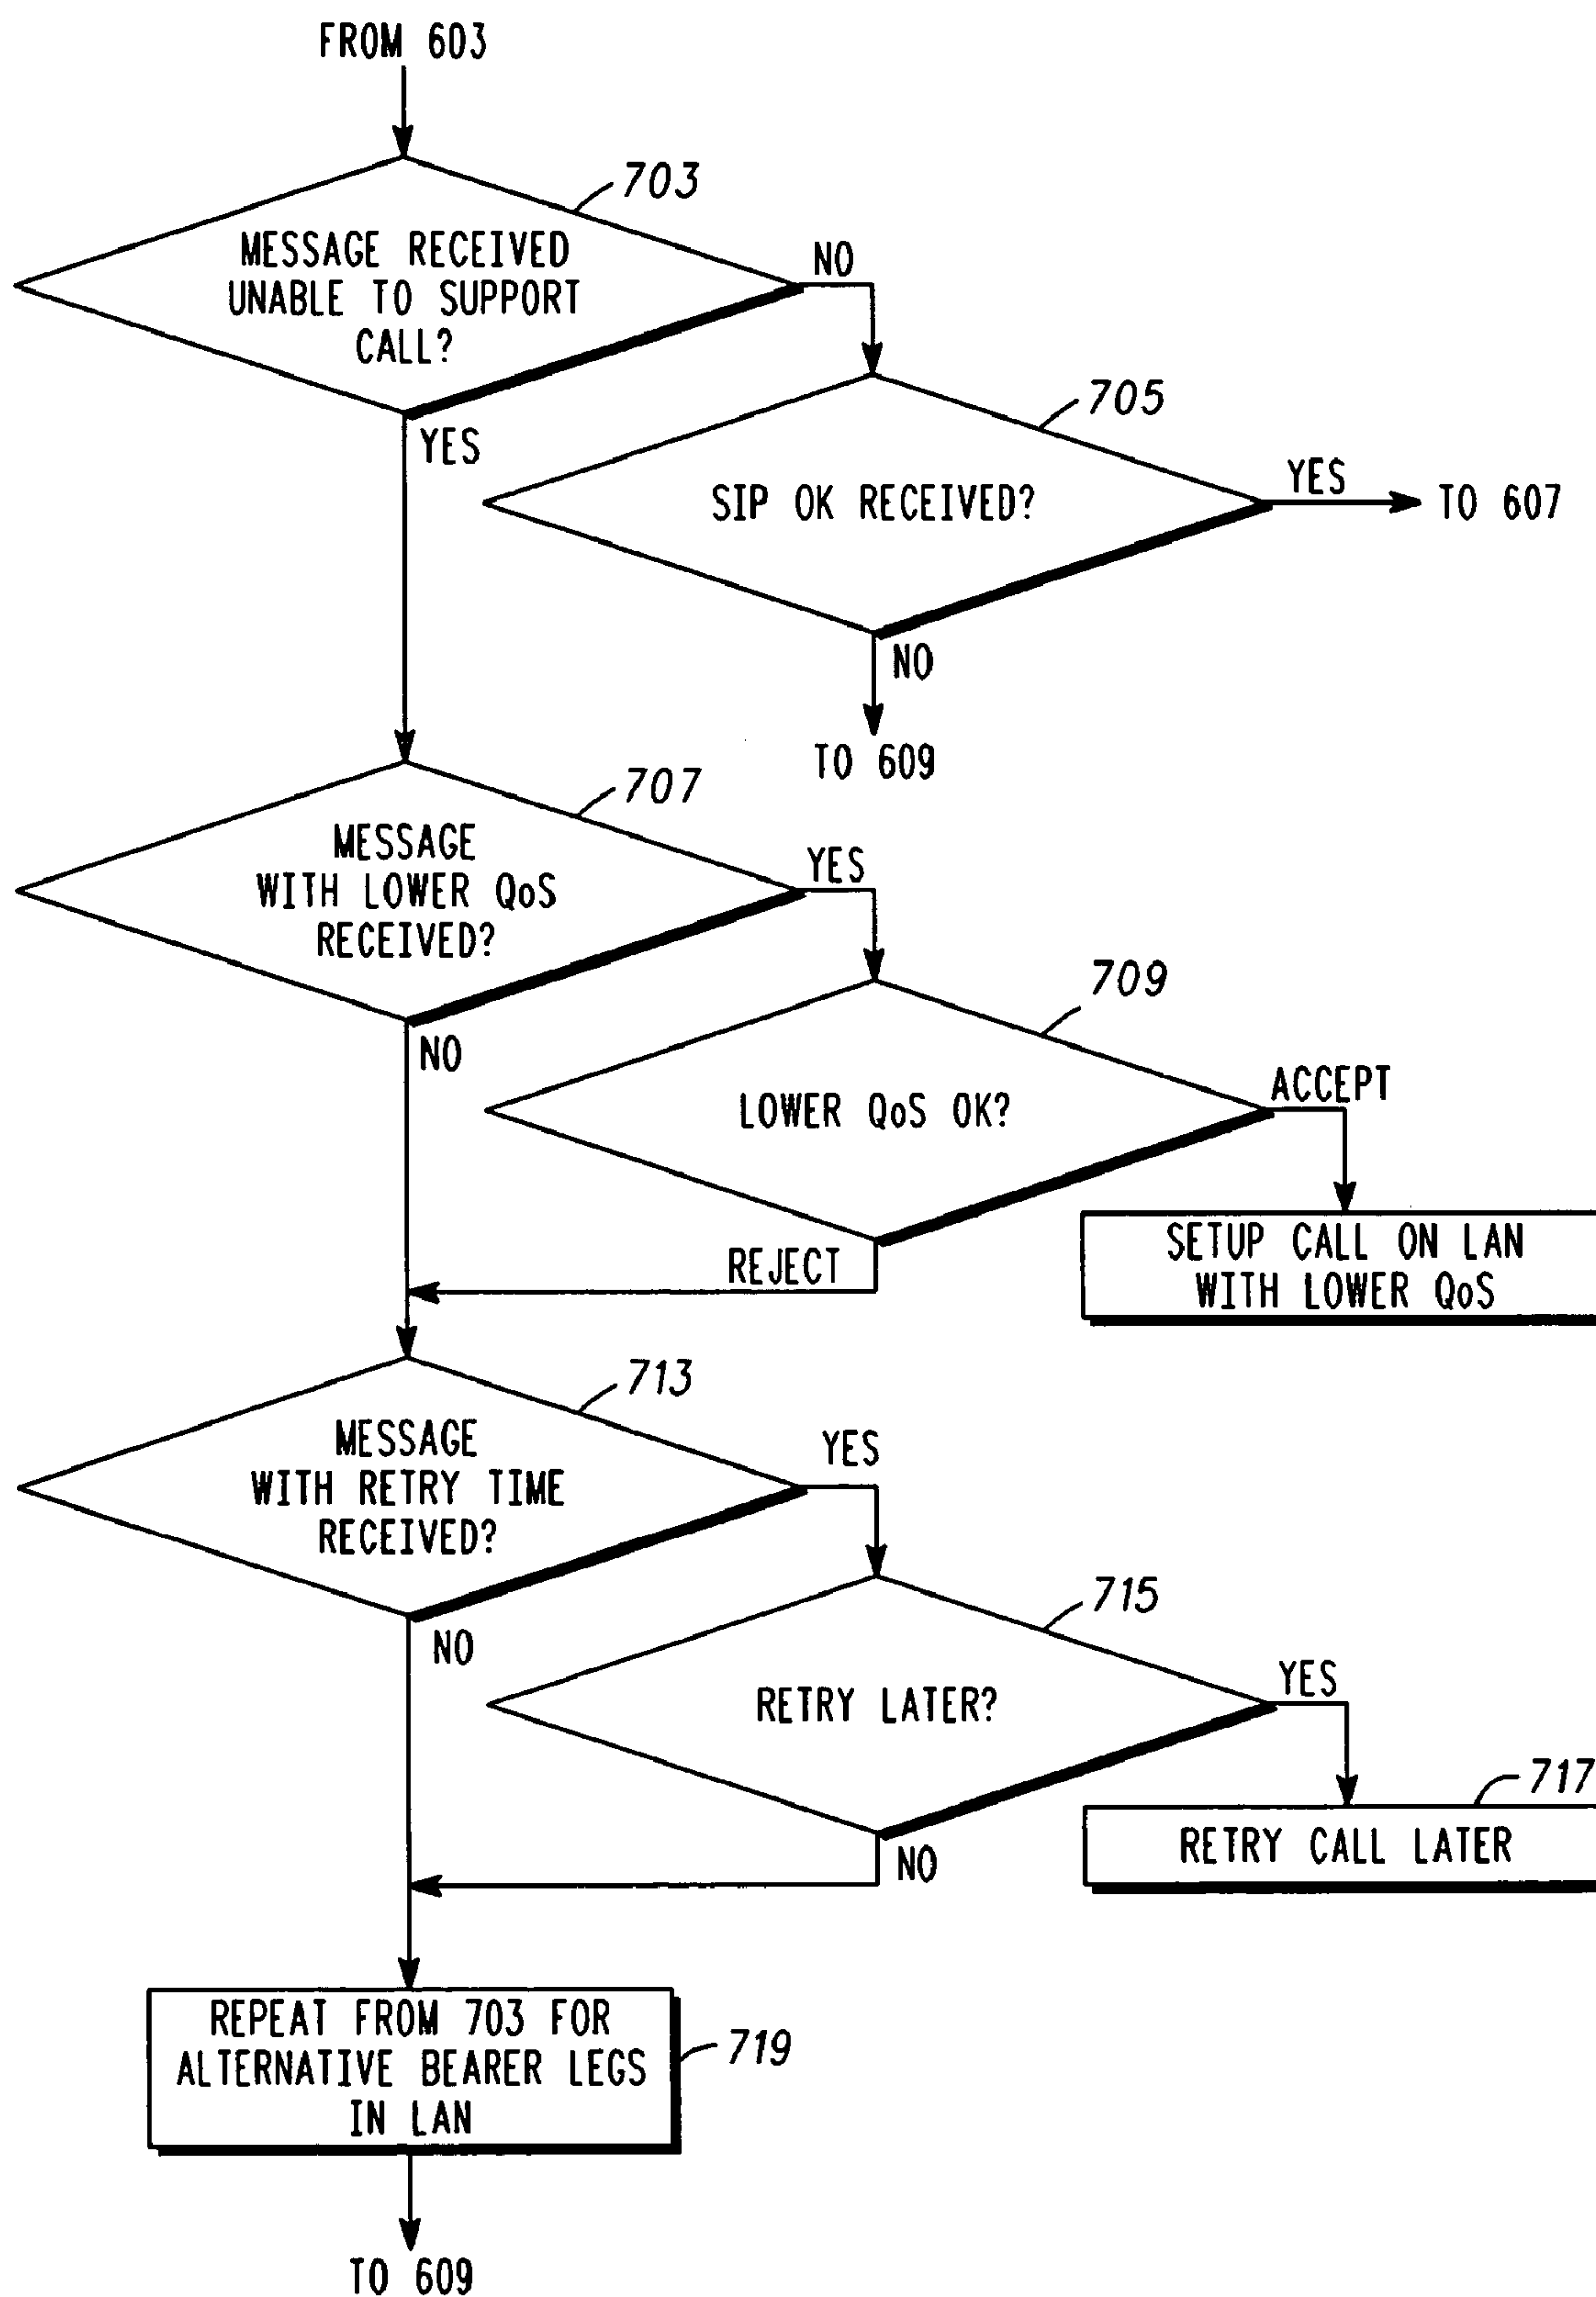 FROM 603
703
MESSAGE RECEIVED
UNABLE TO SUPPORT
CALL?
NO
YES
705
SIP OK RECEIVED?
YES
TO 607
NO
TO 609
707
MESSAGE
WITH LOWER QoS
RECEIVED?
YES
NO
709
LOWER QoS OK?
ACCEPT
REJECT
SETUP CALL ON LAN
WITH LOWER QoS
713
MESSAGE
WITH RETRY TIME
RECEIVED?
YES
NO
715
RETRY LATER?
YES
NO
717
RETRY CALL LATER
REPEAT FROM 703 FOR
ALTERNATIVE BEARER LEGS
IN LAN
719
TO 609